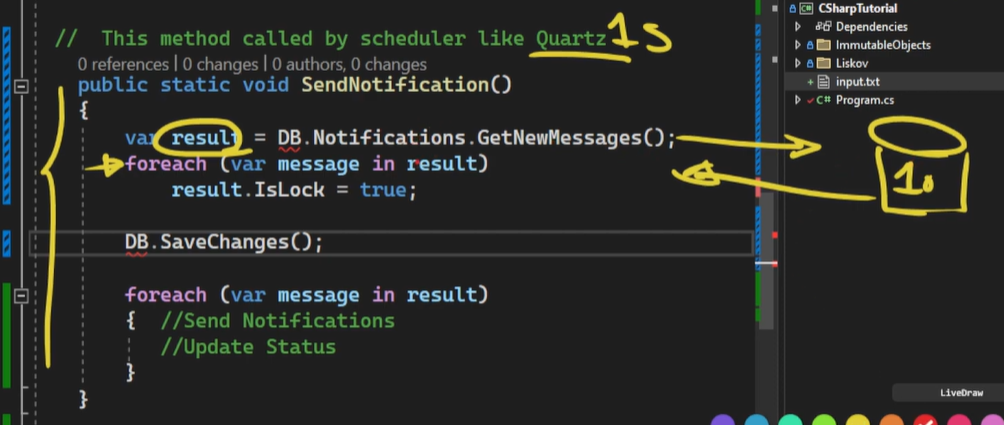 // This method called by scheduler like Quartz 1s
0 references | 0 changes | 0 authors, 0 changes
public static void SendNotification()
{
var result = DB.Notifications.GetNewMessages();
foreach (var message in result)
result.IsLock = true;
DB.SaveChanges();
foreach (var message in result)
{ //Send Notifications
//Update Status
}
}
10
CSharpTutorial
Dependencies
ImmutableObjects
Liskov
input.txt
C# Program.cs
LiveDraw